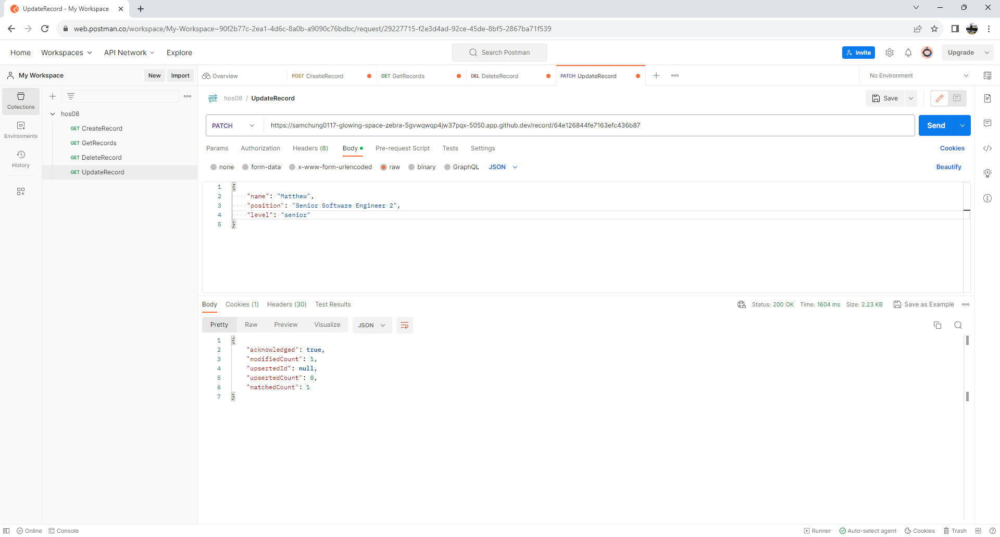 UpdateRecord - My Workspace
web.postman.co/workspace/My-Workspace~90f2b77c-2ea1-4d6c-8a0b-a9090c76bdbc/request/29227715-f2e3d4ad-92ce-45de-8bf5-2867ba71f539
Home Workspaces API Network Explore Search Postman Invite Upgrade
My Workspace New Import Overview POST CreateRecord GET GetRecords DEL DeleteRecord PATCH UpdateRecord No Environment
Collections
Environments
History
hos08
GET CreateRecord
GET GetRecords
GET DeleteRecord
GET UpdateRecord
HTTP hos08 / UpdateRecord Save
PATCH https://samchung0117-glowing-space-zebra-5gvwqwqp4jw37pqx-5050.app.github.dev/record/64e126844fe7163efc436b87 Send
Params Authorization Headers (8) Body Pre-request Script Tests Settings Cookies
none form-data x-www-form-urlencoded raw binary GraphQL JSON Beautify
1 {
2 "name": "Matthew",
3 "position": "Senior Software Engineer 2",
4 "level": "senior"
5 }
Body Cookies (1) Headers (30) Test Results Status: 200 OK Time: 1604 ms Size: 2.23 KB Save as Example
Pretty Raw Preview Visualize JSON
1 {
2 "acknowledged": true,
3 "modifiedCount": 1,
4 "upsertedId": null,
5 "upsertedCount": 0,
6 "matchedCount": 1
7 }
Online Console Runner Auto-select agent Cookies Trash